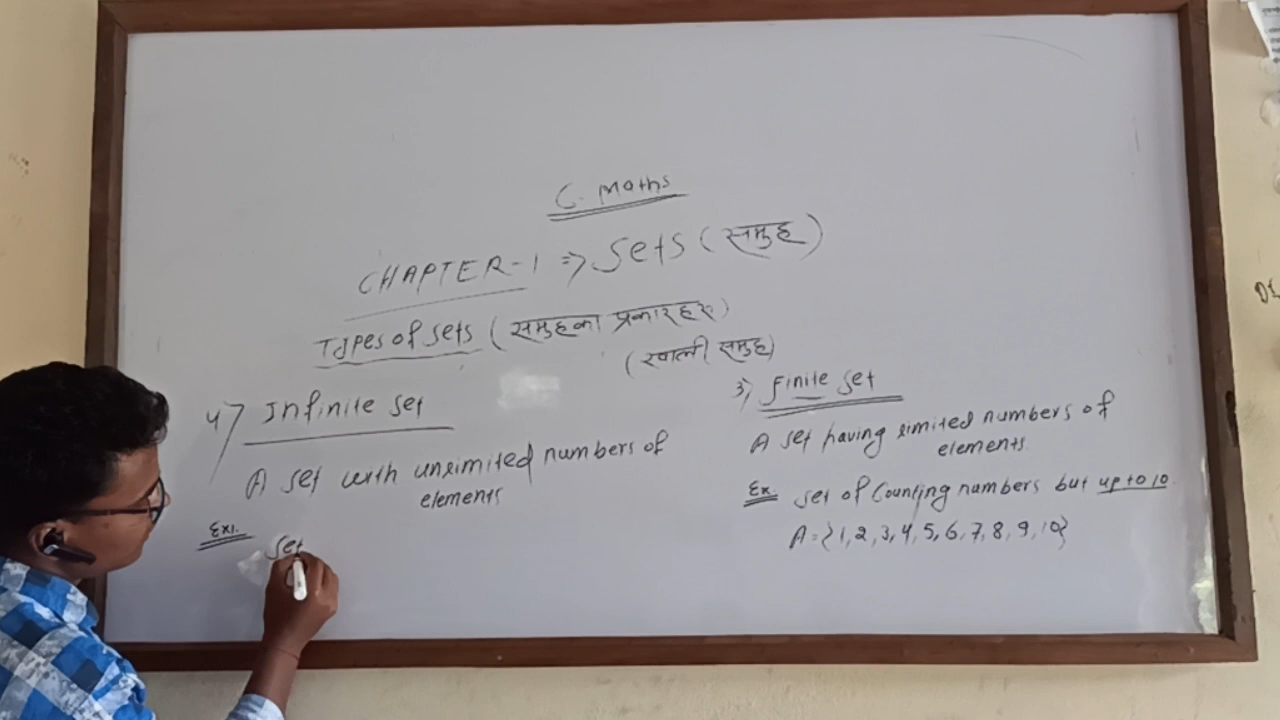 C. Maths
CHAPTER-1 ⇒ Sets (समुह)
Types of sets (समुहका प्रकारहरु)
(खाली समुह)
4) Infinite set
A set with unlimited numbers of
elements
Ex1. Set
3) Finite set
A set having limited numbers of
elements
Ex. Set of Counting numbers but up to 10
A={1,2,3,4,5,6,7,8,9,10}